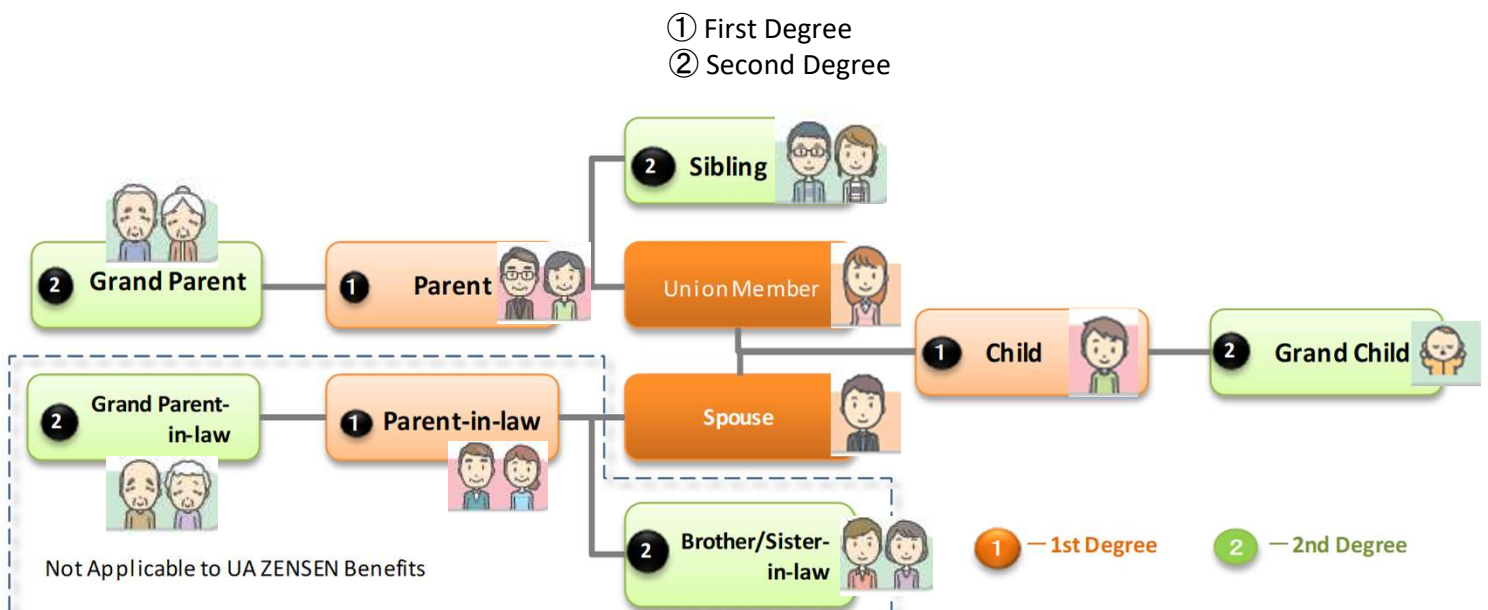 ① First Degree
② Second Degree
2 Sibling
2 Grand Parent
1 Parent
Union Member
1 Child
2 Grand Child
2 Grand Parent-
in-law
1 Parent-in-law
Spouse
2 Brother/Sister-
in-law
1 — 1st Degree
2 — 2nd Degree
Not Applicable to UA ZENSEN Benefits